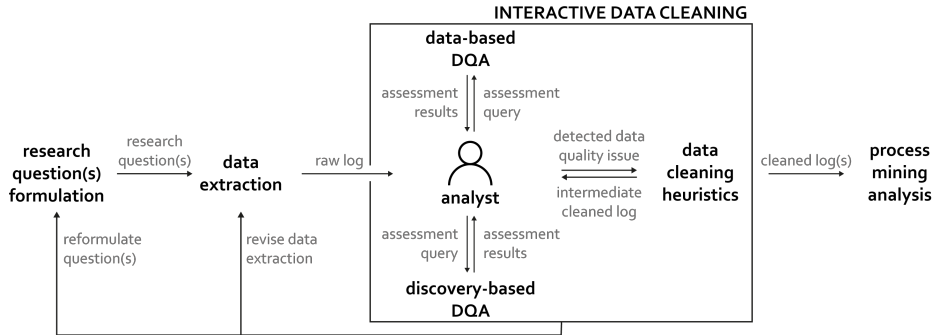 INTERACTIVE DATA CLEANING
data-based
DQA
assessment
results
assessment
query
research
question(s)
formulation
research
question(s)
data
extraction
raw log
analyst
detected data
quality issue
intermediate
cleaned log
data
cleaning
heuristics
cleaned log(s)
process
mining
analysis
reformulate
question(s)
revise data
extraction
assessment
query
assessment
results
discovery-based
DQA